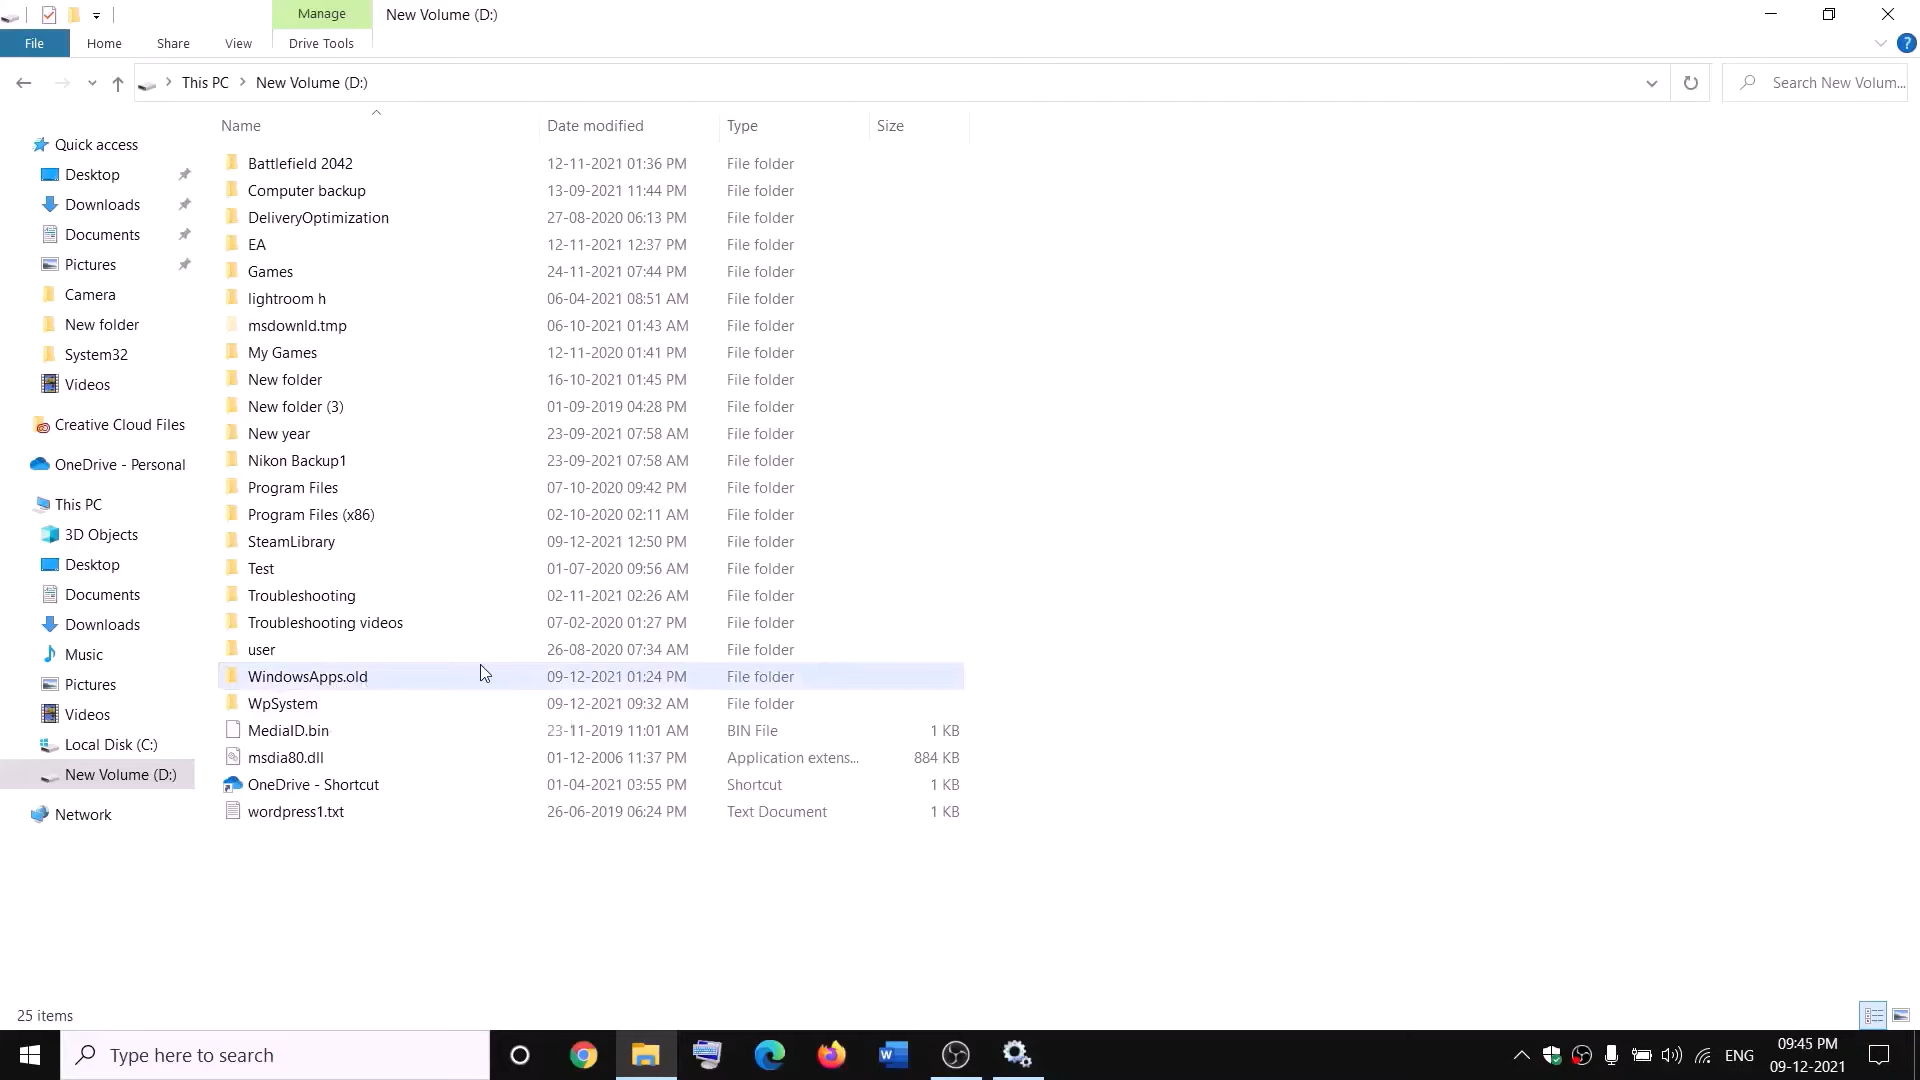 Manage
New Volume (D:)
File
Home
Share
View
Drive Tools
This PC
New Volume (D:)
Search New Volum...
Name
Date modified
Type
Size
Quick access
Desktop
Downloads
Documents
Pictures
Camera
New folder
System32
Videos
Creative Cloud Files
OneDrive - Personal
This PC
3D Objects
Desktop
Documents
Downloads
Music
Pictures
Videos
Local Disk (C:)
New Volume (D:)
Network
Battlefield 2042 12-11-2021 01:36 PM File folder
Computer backup 13-09-2021 11:44 PM File folder
DeliveryOptimization 27-08-2020 06:13 PM File folder
EA 12-11-2021 12:37 PM File folder
Games 24-11-2021 07:44 PM File folder
lightroom h 06-04-2021 08:51 AM File folder
msdownld.tmp 06-10-2021 01:43 AM File folder
My Games 12-11-2020 01:41 PM File folder
New folder 16-10-2021 01:45 PM File folder
New folder (3) 01-09-2019 04:28 PM File folder
New year 23-09-2021 07:58 AM File folder
Nikon Backup1 23-09-2021 07:58 AM File folder
Program Files 07-10-2020 09:42 PM File folder
Program Files (x86) 02-10-2020 02:11 AM File folder
SteamLibrary 09-12-2021 12:50 PM File folder
Test 01-07-2020 09:56 AM File folder
Troubleshooting 02-11-2021 02:26 AM File folder
Troubleshooting videos 07-02-2020 01:27 PM File folder
user 26-08-2020 07:34 AM File folder
WindowsApps.old 09-12-2021 01:24 PM File folder
WpSystem 09-12-2021 09:32 AM File folder
MediaID.bin 23-11-2019 11:01 AM BIN File 1 KB
msdia80.dll 01-12-2006 11:37 PM Application extens... 884 KB
OneDrive - Shortcut 01-04-2021 03:55 PM Shortcut 1 KB
wordpress1.txt 26-06-2019 06:24 PM Text Document 1 KB
25 items
Type here to search
ENG
09:45 PM
09-12-2021